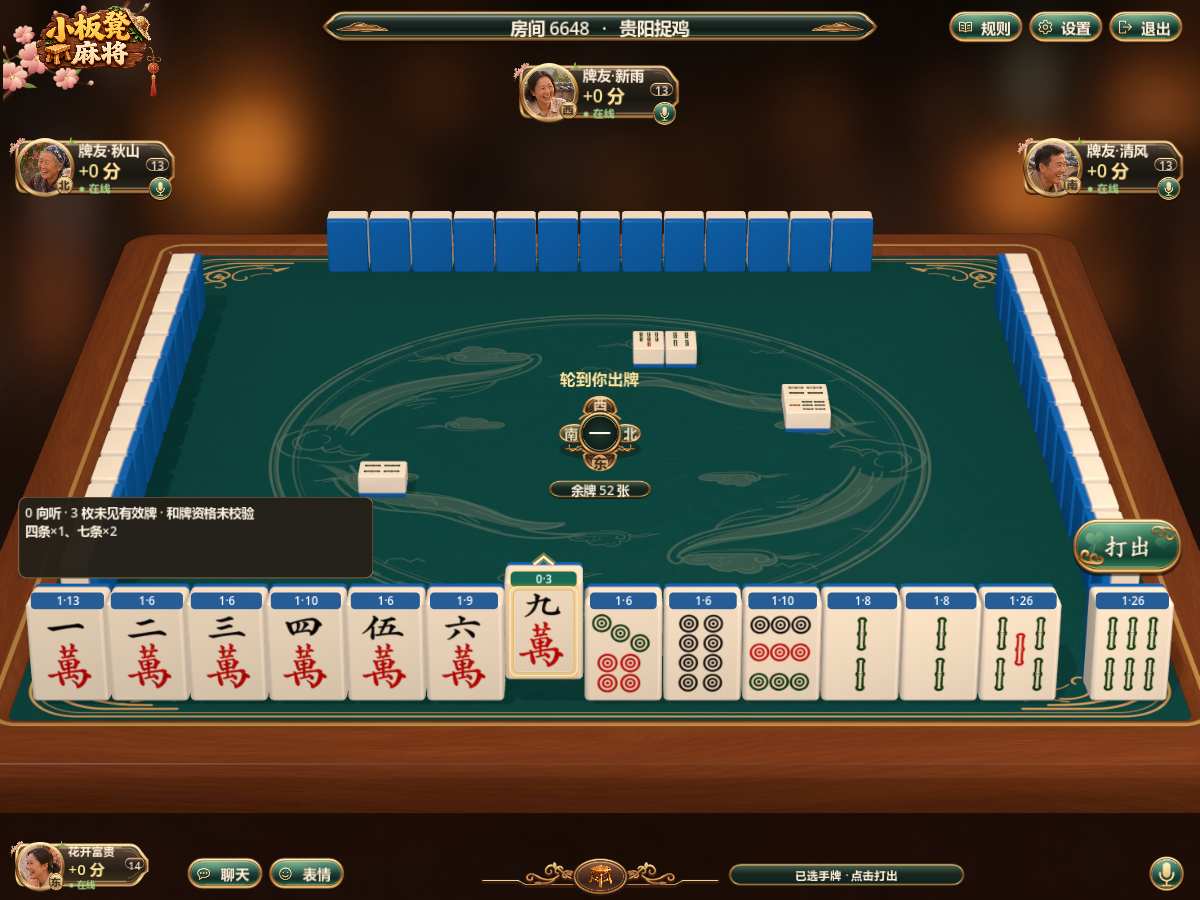 小板凳
麻将
房间 6648 · 贵阳捉鸡
规则
设置
退出
牌友·新雨
+0 分
在线
13
西
牌友·秋山
+0 分
在线
13
北
牌友·清风
+0 分
在线
13
南
轮到你出牌
西
南 一 北
东
余牌 52 张
0 向听 · 3 枚未见有效牌 · 和牌资格未校验
四条×1、七条×2
打出
1·13 1·6 1·6 1·10 1·6 1·9 0·3 1·6 1·6 1·10 1·8 1·8 1·26 1·26
一萬 二萬 三萬 四萬 伍萬 六萬 九萬
花开富贵
+0 分
在线
14
东
聊天
表情
已选手牌 · 点击打出